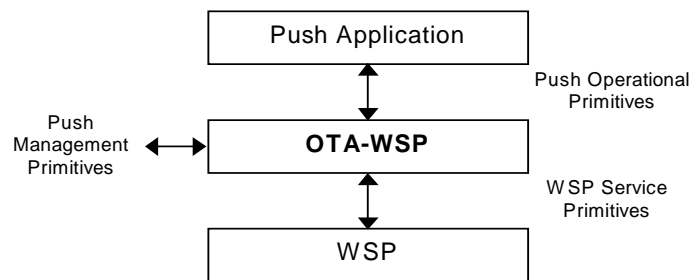 Push Application
Push Operational
Primitives
Push
Management
Primitives
OTA-WSP
WSP Service
Primitives
WSP